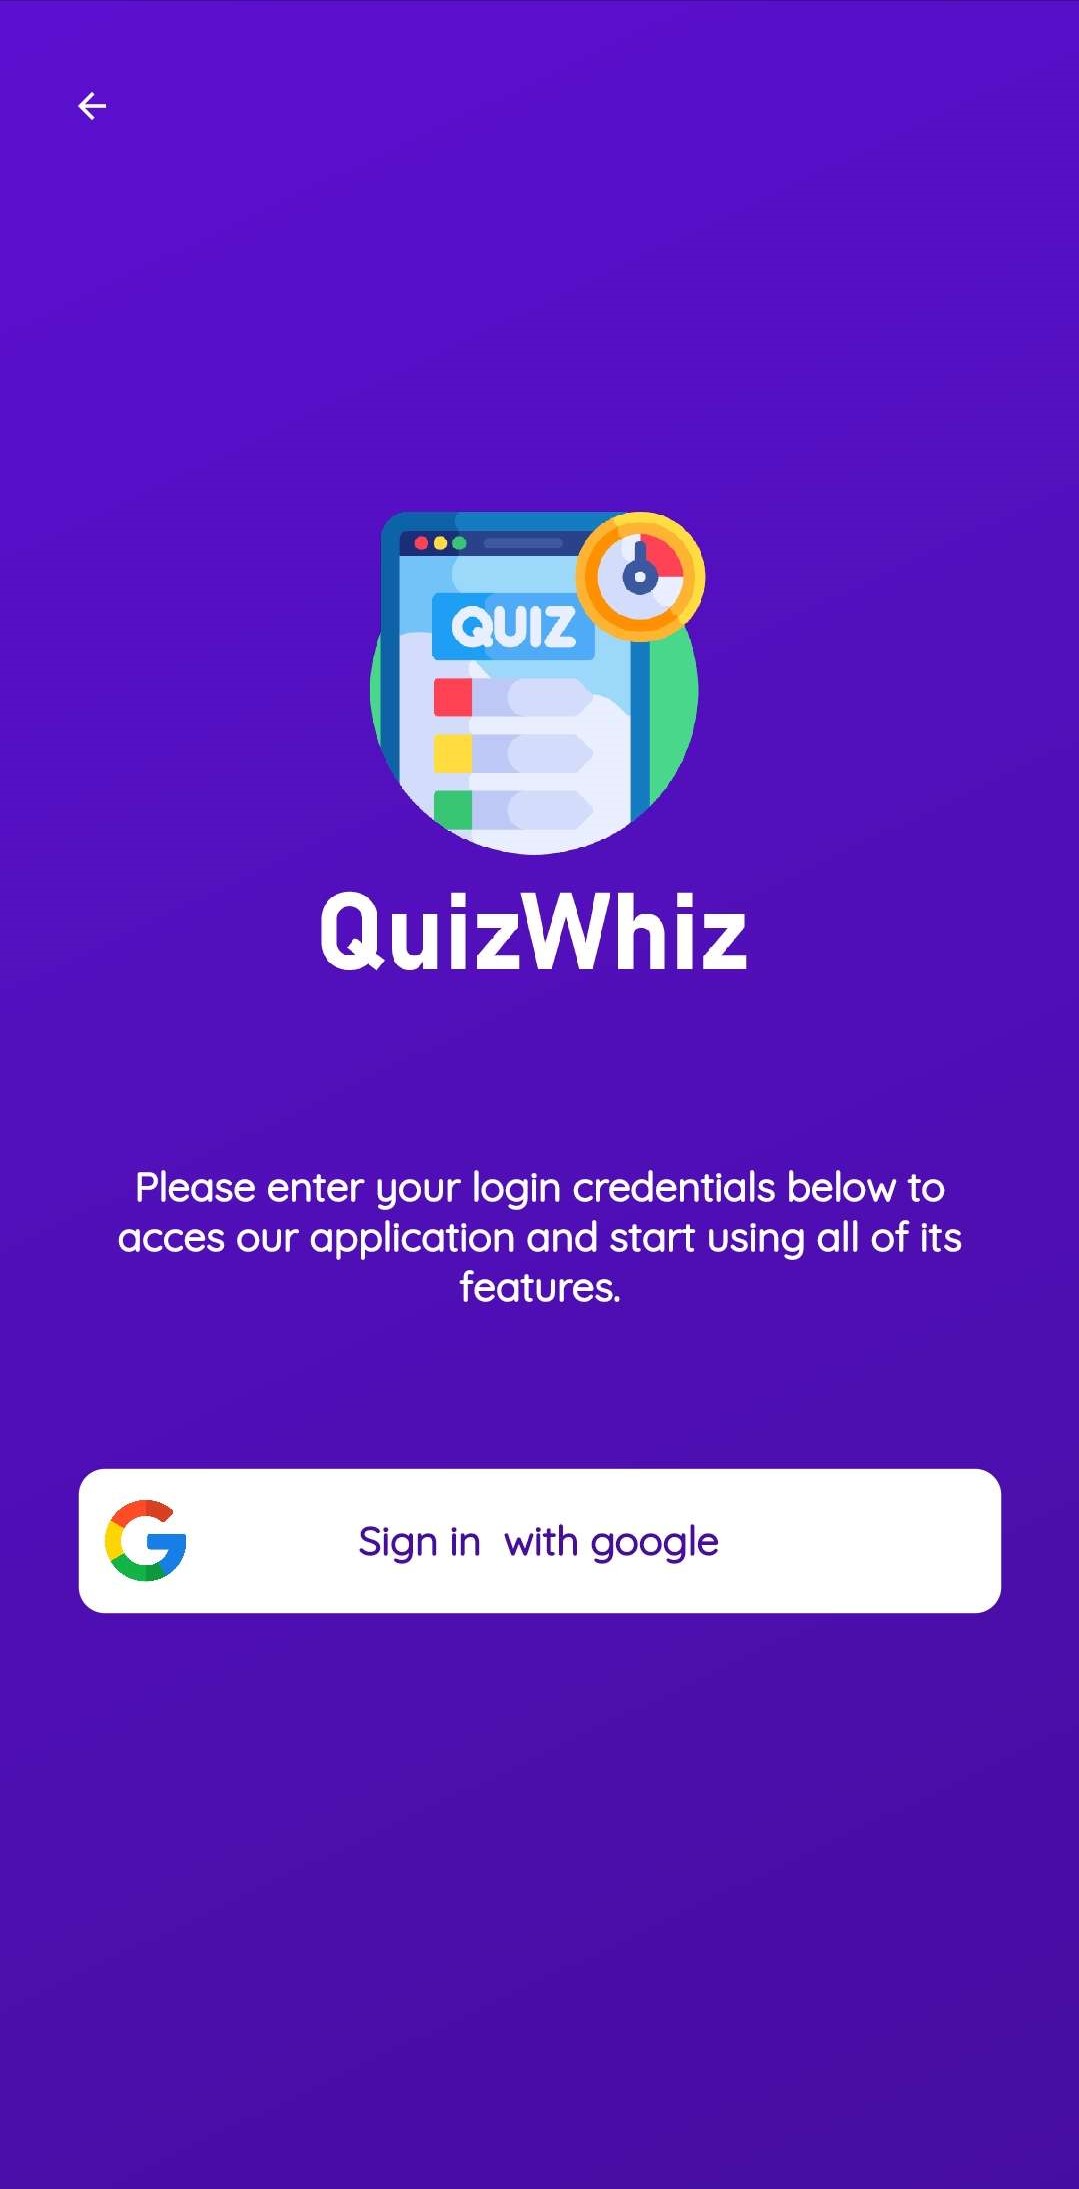 QUIZ
QuizWhiz
Please enter your login credentials below to
acces our application and start using all of its
features.
Sign in  with google